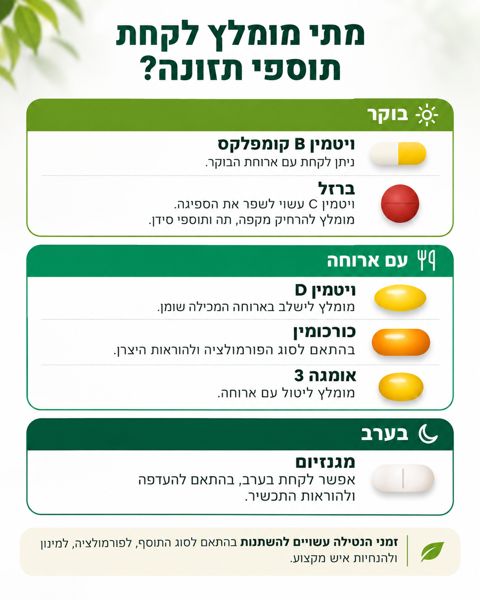 מתי מומלץ לקחת
תוספי תזונה?
בוקר
ויטמין B קומפלקס
ניתן לקחת עם ארוחת הבוקר.
ברזל
ויטמין C עשוי לשפר את הספיגה.
מומלץ להרחיק מקפה, תה ותוספי סידן.
עם ארוחה
ויטמין D
מומלץ לשלב בארוחה המכילה שומן.
כורכומין
בהתאם לסוג הפורמולציה ולהוראות היצרן.
אומגה 3
מומלץ ליטול עם ארוחה.
בערב
מגנזיום
אפשר לקחת בערב, בהתאם להעדפה
ולהוראות התכשיר.
זמני הנטילה עשויים להשתנות בהתאם לסוג התוסף, לפורמולציה, למינון
ולהנחיות איש מקצוע.